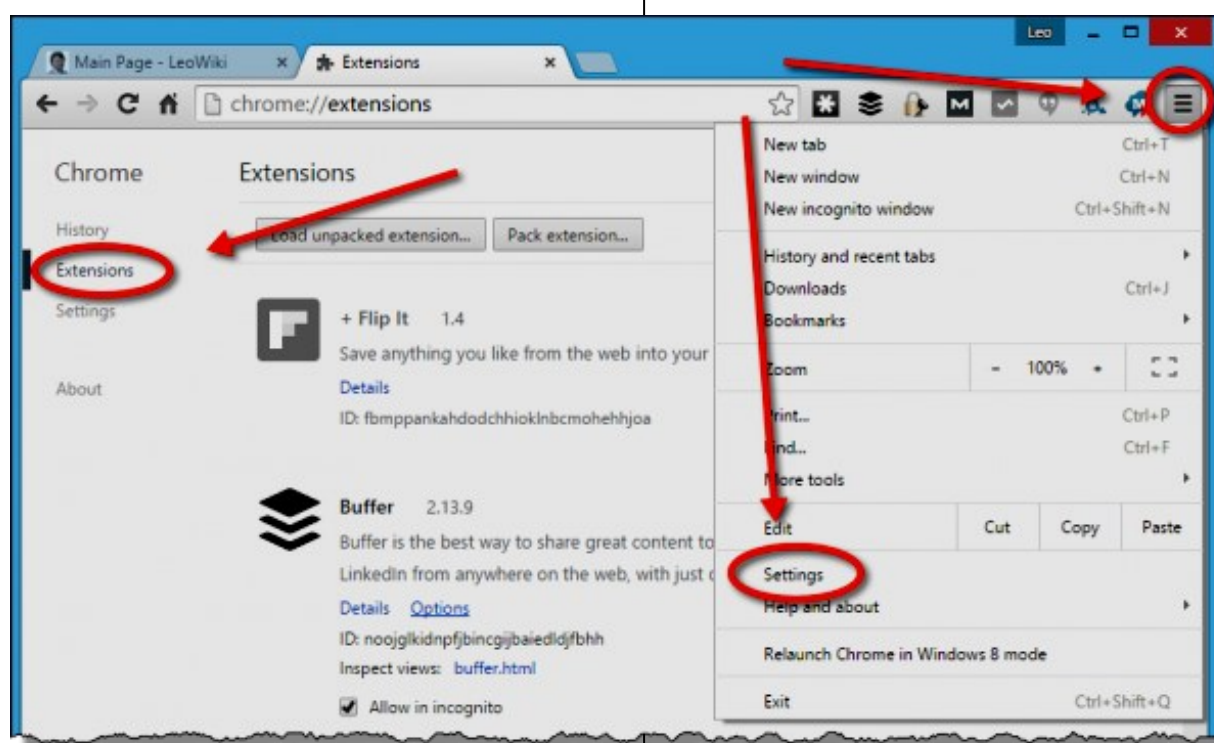 Leo
Main Page - LeoWiki
Extensions
chrome://extensions
Chrome
History
Extensions
Settings
About
Extensions
Load unpacked extension...
Pack extension...
+ Flip It 1.4
Save anything you like from the web into your
Details
ID: fbmppankahdodchhioklnbcmohehhjoa
Buffer 2.13.9
Buffer is the best way to share great content to
LinkedIn from anywhere on the web, with just
Details Options
ID: noojglkidnpfjbincgijbaiedldjfbhh
Inspect views: buffer.html
Allow in incognito
New tab Ctrl+T
New window Ctrl+N
New incognito window Ctrl+Shift+N
History and recent tabs
Downloads Ctrl+J
Bookmarks
Zoom - 100% +
Print... Ctrl+P
Find... Ctrl+F
More tools
Edit Cut Copy Paste
Settings
Help and about
Relaunch Chrome in Windows 8 mode
Exit Ctrl+Shift+Q